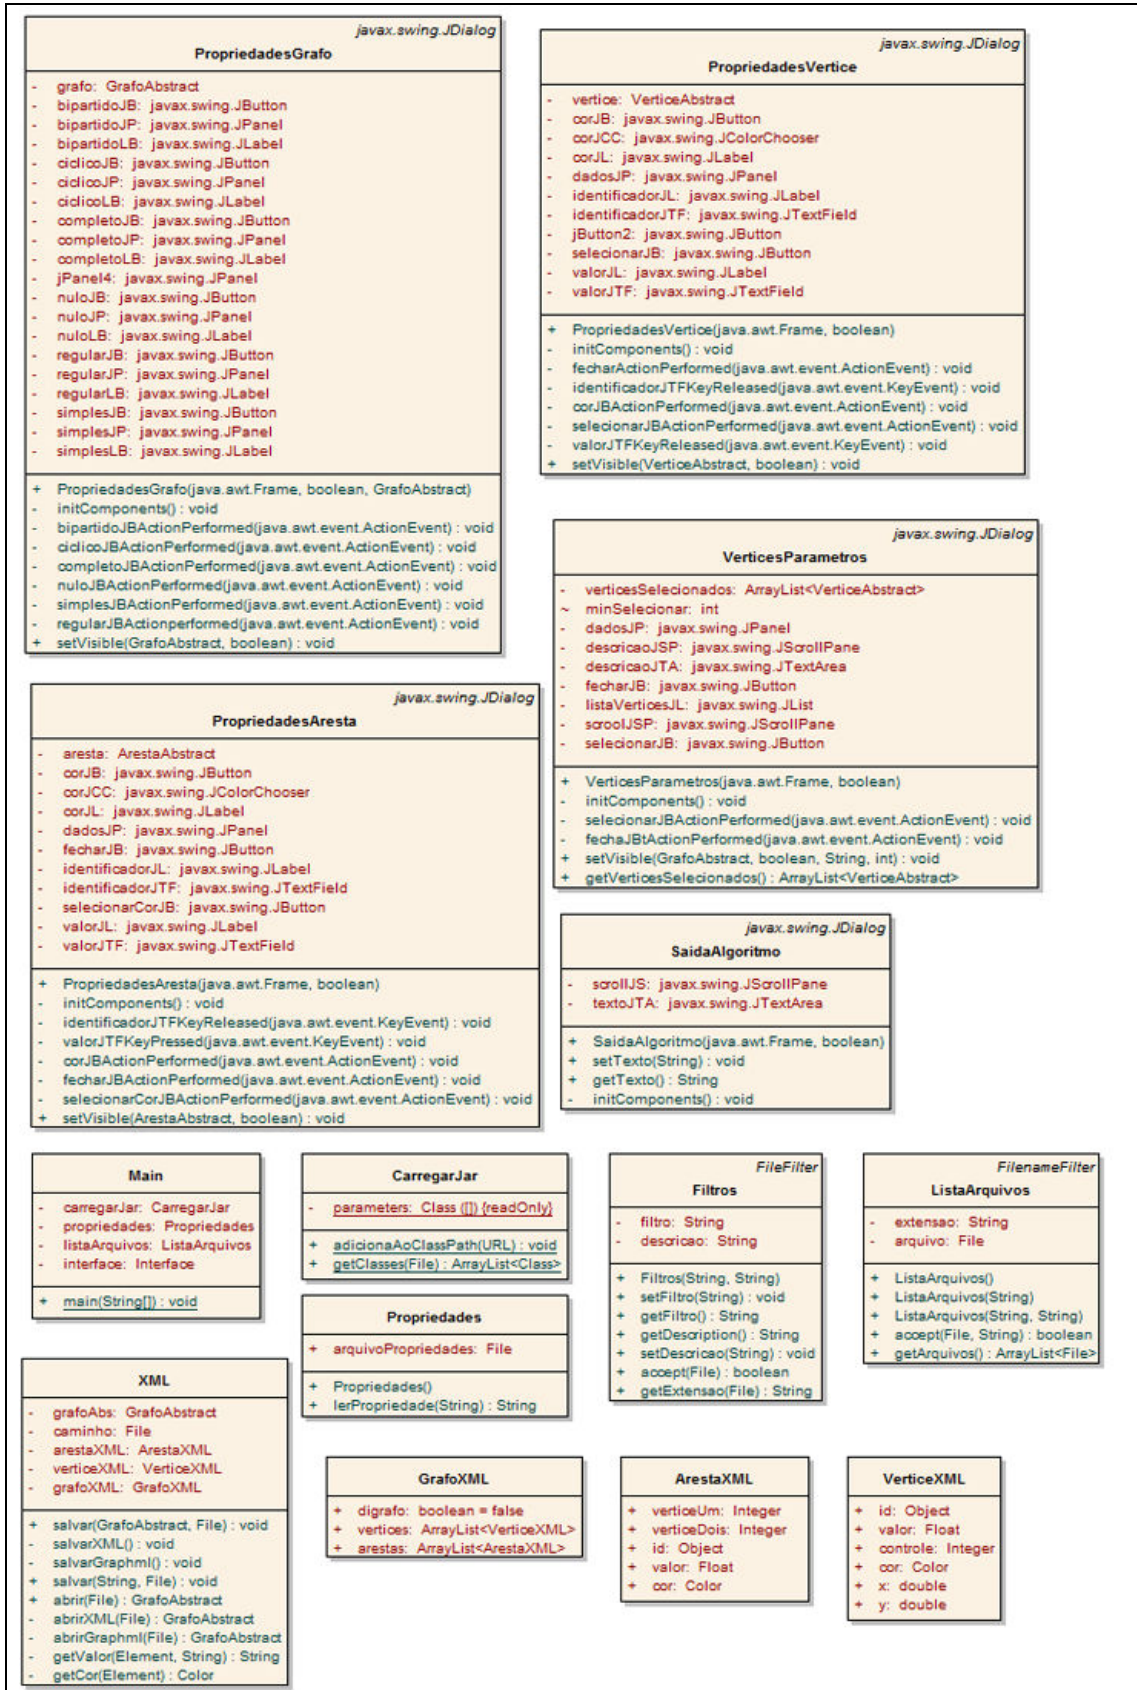 javax.swing.JDialog
PropriedadesGrafo
- grafo: GrafoAbstract
- bipartidoJB: javax.swing.JButton
- bipartidoJP: javax.swing.JPanel
- bipartidoLB: javax.swing.JLabel
- ciclicoJB: javax.swing.JButton
- ciclicoJP: javax.swing.JPanel
- ciclicoLB: javax.swing.JLabel
- completoJB: javax.swing.JButton
- completoJP: javax.swing.JPanel
- completoLB: javax.swing.JLabel
- jPanel4: javax.swing.JPanel
- nuloJB: javax.swing.JButton
- nuloJP: javax.swing.JPanel
- nuloLB: javax.swing.JLabel
- regularJB: javax.swing.JButton
- regularJP: javax.swing.JPanel
- regularLB: javax.swing.JLabel
- simplesJB: javax.swing.JButton
- simplesJP: javax.swing.JPanel
- simplesLB: javax.swing.JLabel
+ PropriedadesGrafo(java.awt.Frame, boolean, GrafoAbstract)
- initComponents() : void
- bipartidoJBActionPerformed(java.awt.event.ActionEvent) : void
- ciclicoJBActionPerformed(java.awt.event.ActionEvent) : void
- completoJBActionPerformed(java.awt.event.ActionEvent) : void
- nuloJBActionPerformed(java.awt.event.ActionEvent) : void
- simplesJBActionPerformed(java.awt.event.ActionEvent) : void
- regularJBActionperformed(java.awt.event.ActionEvent) : void
+ setVisible(GrafoAbstract, boolean) : void
javax.swing.JDialog
PropriedadesVertice
- vertice: VerticeAbstract
- corJB: javax.swing.JButton
- corJCC: javax.swing.JColorChooser
- corJL: javax.swing.JLabel
- dadosJP: javax.swing.JPanel
- identificadorJL: javax.swing.JLabel
- identificadorJTF: javax.swing.JTextField
- jButton2: javax.swing.JButton
- selecionarJB: javax.swing.JButton
- valorJL: javax.swing.JLabel
- valorJTF: javax.swing.JTextField
+ PropriedadesVertice(java.awt.Frame, boolean)
- initComponents() : void
- fecharActionPerformed(java.awt.event.ActionEvent) : void
- identificadorJTFKeyReleased(java.awt.event.KeyEvent) : void
- corJBActionPerformed(java.awt.event.ActionEvent) : void
- selecionarJBActionPerformed(java.awt.event.ActionEvent) : void
- valorJTFKeyReleased(java.awt.event.KeyEvent) : void
+ setVisible(VerticeAbstract, boolean) : void
javax.swing.JDialog
VerticesParametros
- verticesSelecionados: ArrayList<VerticeAbstract>
~ minSelecionar: int
- dadosJP: javax.swing.JPanel
- descricaoJSP: javax.swing.JScrollPane
- descricaoJTA: javax.swing.JTextArea
- fecharJB: javax.swing.JButton
- listaVerticesJL: javax.swing.JList
- scroolJSP: javax.swing.JScrollPane
- selecionarJB: javax.swing.JButton
+ VerticesParametros(java.awt.Frame, boolean)
- initComponents() : void
- selecionarJBActionPerformed(java.awt.event.ActionEvent) : void
- fechaJBtActionPerformed(java.awt.event.ActionEvent) : void
+ setVisible(GrafoAbstract, boolean, String, int) : void
+ getVerticesSelecionados() : ArrayList<VerticeAbstract>
javax.swing.JDialog
PropriedadesAresta
- aresta: ArestaAbstract
- corJB: javax.swing.JButton
- corJCC: javax.swing.JColorChooser
- corJL: javax.swing.JLabel
- dadosJP: javax.swing.JPanel
- fecharJB: javax.swing.JButton
- identificadorJL: javax.swing.JLabel
- identificadorJTF: javax.swing.JTextField
- selecionarCorJB: javax.swing.JButton
- valorJL: javax.swing.JLabel
- valorJTF: javax.swing.JTextField
+ PropriedadesAresta(java.awt.Frame, boolean)
- initComponents() : void
- identificadorJTFKeyReleased(java.awt.event.KeyEvent) : void
- valorJTFKeyPressed(java.awt.event.KeyEvent) : void
- corJBActionPerformed(java.awt.event.ActionEvent) : void
- fecharJBActionPerformed(java.awt.event.ActionEvent) : void
- selecionarCorJBActionPerformed(java.awt.event.ActionEvent) : void
+ setVisible(ArestaAbstract, boolean) : void
javax.swing.JDialog
SaidaAlgoritmo
- scrollJS: javax.swing.JScrollPane
- textoJTA: javax.swing.JTextArea
+ SaidaAlgoritmo(java.awt.Frame, boolean)
+ setTexto(String) : void
+ getTexto() : String
- initComponents() : void
Main
- carregarJar: CarregarJar
- propriedades: Propriedades
- listaArquivos: ListaArquivos
- interface: Interface
+ main(String[]) : void
CarregarJar
- parameters: Class ([]) {readOnly}
+ adicionaAoClassPath(URL) : void
+ getClasses(File) : ArrayList<Class>
FileFilter
Filtros
- filtro: String
- descricao: String
+ Filtros(String, String)
+ setFiltro(String) : void
+ getFiltro() : String
+ getDescription() : String
+ setDescricao(String) : void
+ accept(File) : boolean
+ getExtensao(File) : String
FilenameFilter
ListaArquivos
- extensao: String
- arquivo: File
+ ListaArquivos()
+ ListaArquivos(String)
+ ListaArquivos(String, String)
+ accept(File, String) : boolean
+ getArquivos() : ArrayList<File>
Propriedades
+ arquivoPropriedades: File
+ Propriedades()
+ lerPropriedade(String) : String
XML
- grafoAbs: GrafoAbstract
- caminho: File
- arestaXML: ArestaXML
- verticeXML: VerticeXML
- grafoXML: GrafoXML
+ salvar(GrafoAbstract, File) : void
- salvarXML() : void
- salvarGraphml() : void
+ salvar(String, File) : void
+ abrir(File) : GrafoAbstract
- abrirXML(File) : GrafoAbstract
- abrirGraphml(File) : GrafoAbstract
- getValor(Element, String) : String
- getCor(Element) : Color
GrafoXML
+ digrafo: boolean = false
+ vertices: ArrayList<VerticeXML>
+ arestas: ArrayList<ArestaXML>
ArestaXML
+ verticeUm: Integer
+ verticeDois: Integer
+ id: Object
+ valor: Float
+ cor: Color
VerticeXML
+ id: Object
+ valor: Float
+ controle: Integer
+ cor: Color
+ x: double
+ y: double